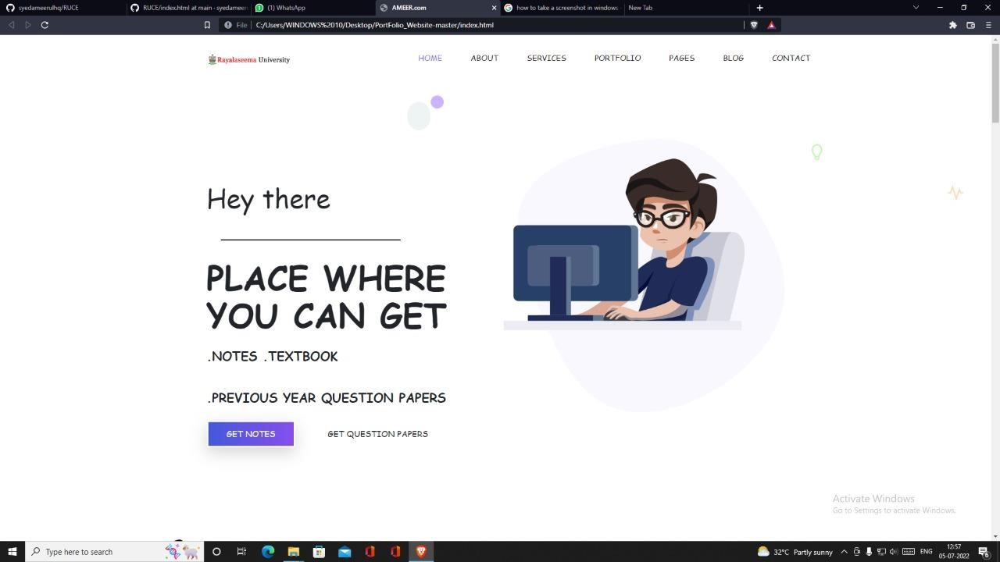 syedameerulhq/RUCE
RUCE/index.html at main · syedameer
(1) WhatsApp
AMEER.com
how to take a screenshot in windows
New Tab
File
C:/Users/WINDOWS%2010/Desktop/PortFolio_Website-master/index.html
Rayalaseema University
HOME
ABOUT
SERVICES
PORTFOLIO
PAGES
BLOG
CONTACT
Hey there
PLACE WHERE
YOU CAN GET
.NOTES .TEXTBOOK
.PREVIOUS YEAR QUESTION PAPERS
GET NOTES
GET QUESTION PAPERS
Activate Windows
Go to Settings to activate Windows.
Type here to search
32°C Partly sunny
ENG
12:57
05-07-2022